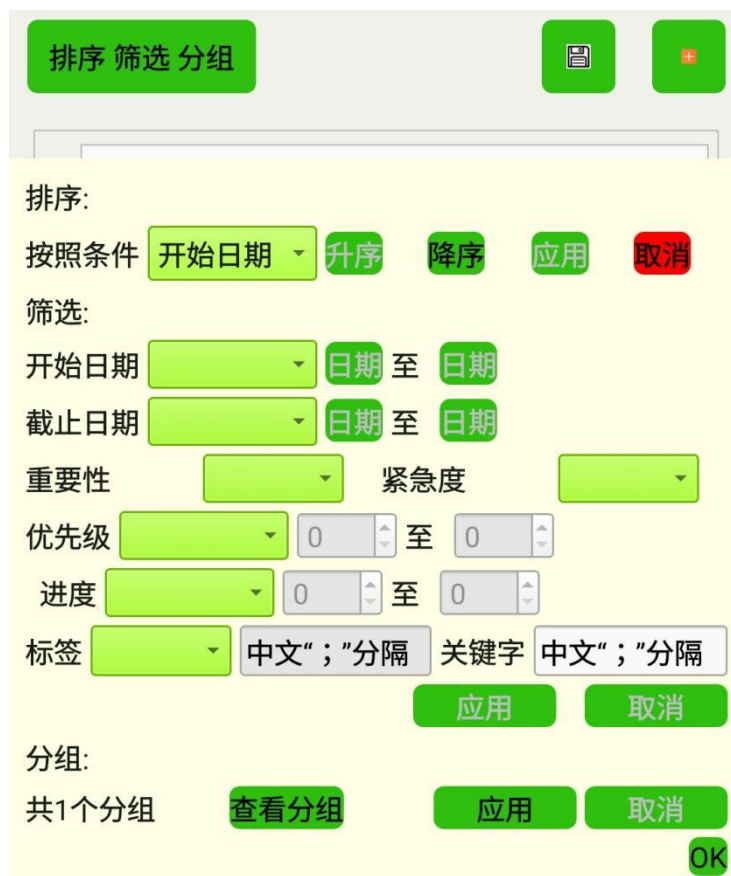 排序 筛选 分组
排序:
按照条件 开始日期 升序 降序 应用 取消
筛选:
开始日期 日期 至 日期
截止日期 日期 至 日期
重要性 紧急度
优先级 0 至 0
进度 0 至 0
标签 中文“；”分隔 关键字 中文“；”分隔
应用 取消
分组:
共1个分组 查看分组 应用 取消
OK